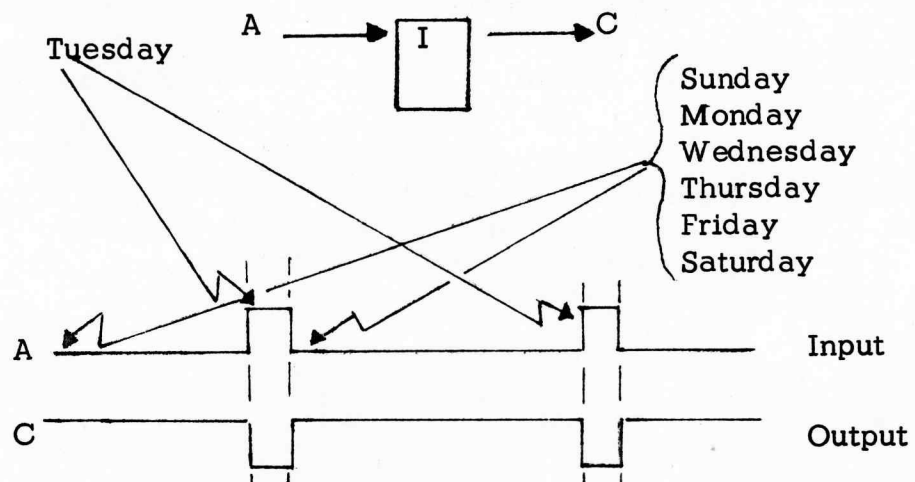 A I C
Tuesday
Sunday
Monday
Wednesday
Thursday
Friday
Saturday
A Input
C Output